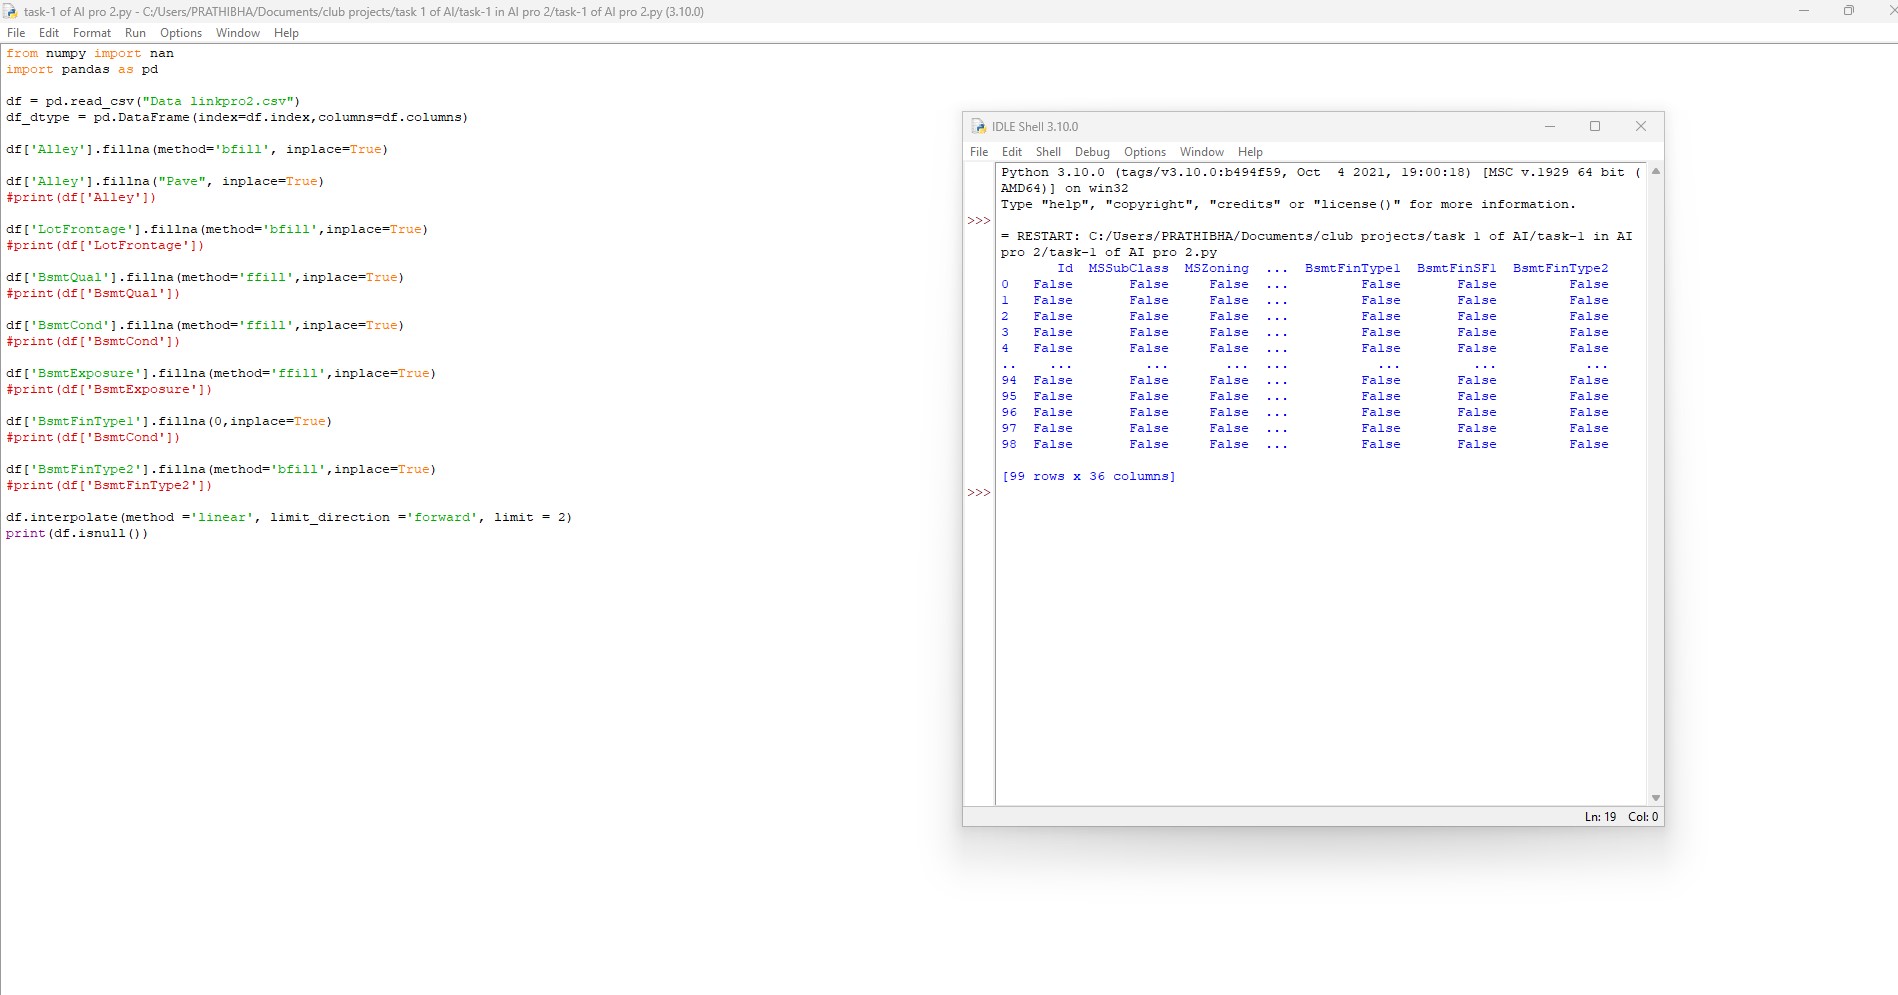 task-1 of AI pro 2.py - C:/Users/PRATHIBHA/Documents/club projects/task 1 of AI/task-1 in AI pro 2/task-1 of AI pro 2.py (3.10.0)
File Edit Format Run Options Window Help
from numpy import nan
import pandas as pd
df = pd.read_csv("Data linkpro2.csv")
df_dtype = pd.DataFrame(index=df.index,columns=df.columns)
df['Alley'].fillna(method='bfill', inplace=True)
df['Alley'].fillna("Pave", inplace=True)
#print(df['Alley'])
df['LotFrontage'].fillna(method='bfill',inplace=True)
#print(df['LotFrontage'])
df['BsmtQual'].fillna(method='ffill',inplace=True)
#print(df['BsmtQual'])
df['BsmtCond'].fillna(method='ffill',inplace=True)
#print(df['BsmtCond'])
df['BsmtExposure'].fillna(method='ffill',inplace=True)
#print(df['BsmtExposure'])
df['BsmtFinType1'].fillna(0,inplace=True)
#print(df['BsmtCond'])
df['BsmtFinType2'].fillna(method='bfill',inplace=True)
#print(df['BsmtFinType2'])
df.interpolate(method ='linear', limit_direction ='forward', limit = 2)
print(df.isnull())
IDLE Shell 3.10.0
File Edit Shell Debug Options Window Help
Python 3.10.0 (tags/v3.10.0:b494f59, Oct  4 2021, 19:00:18) [MSC v.1929 64 bit (
AMD64)] on win32
Type "help", "copyright", "credits" or "license()" for more information.
>>>
= RESTART: C:/Users/PRATHIBHA/Documents/club projects/task 1 of AI/task-1 in AI
pro 2/task-1 of AI pro 2.py
Id MSSubClass MSZoning ... BsmtFinType1 BsmtFinSF1 BsmtFinType2
0 False False False ... False False False
1 False False False ... False False False
2 False False False ... False False False
3 False False False ... False False False
4 False False False ... False False False
.. ... ... ... ... ... ... ...
94 False False False ... False False False
95 False False False ... False False False
96 False False False ... False False False
97 False False False ... False False False
98 False False False ... False False False
[99 rows x 36 columns]
>>>
Ln: 19 Col: 0